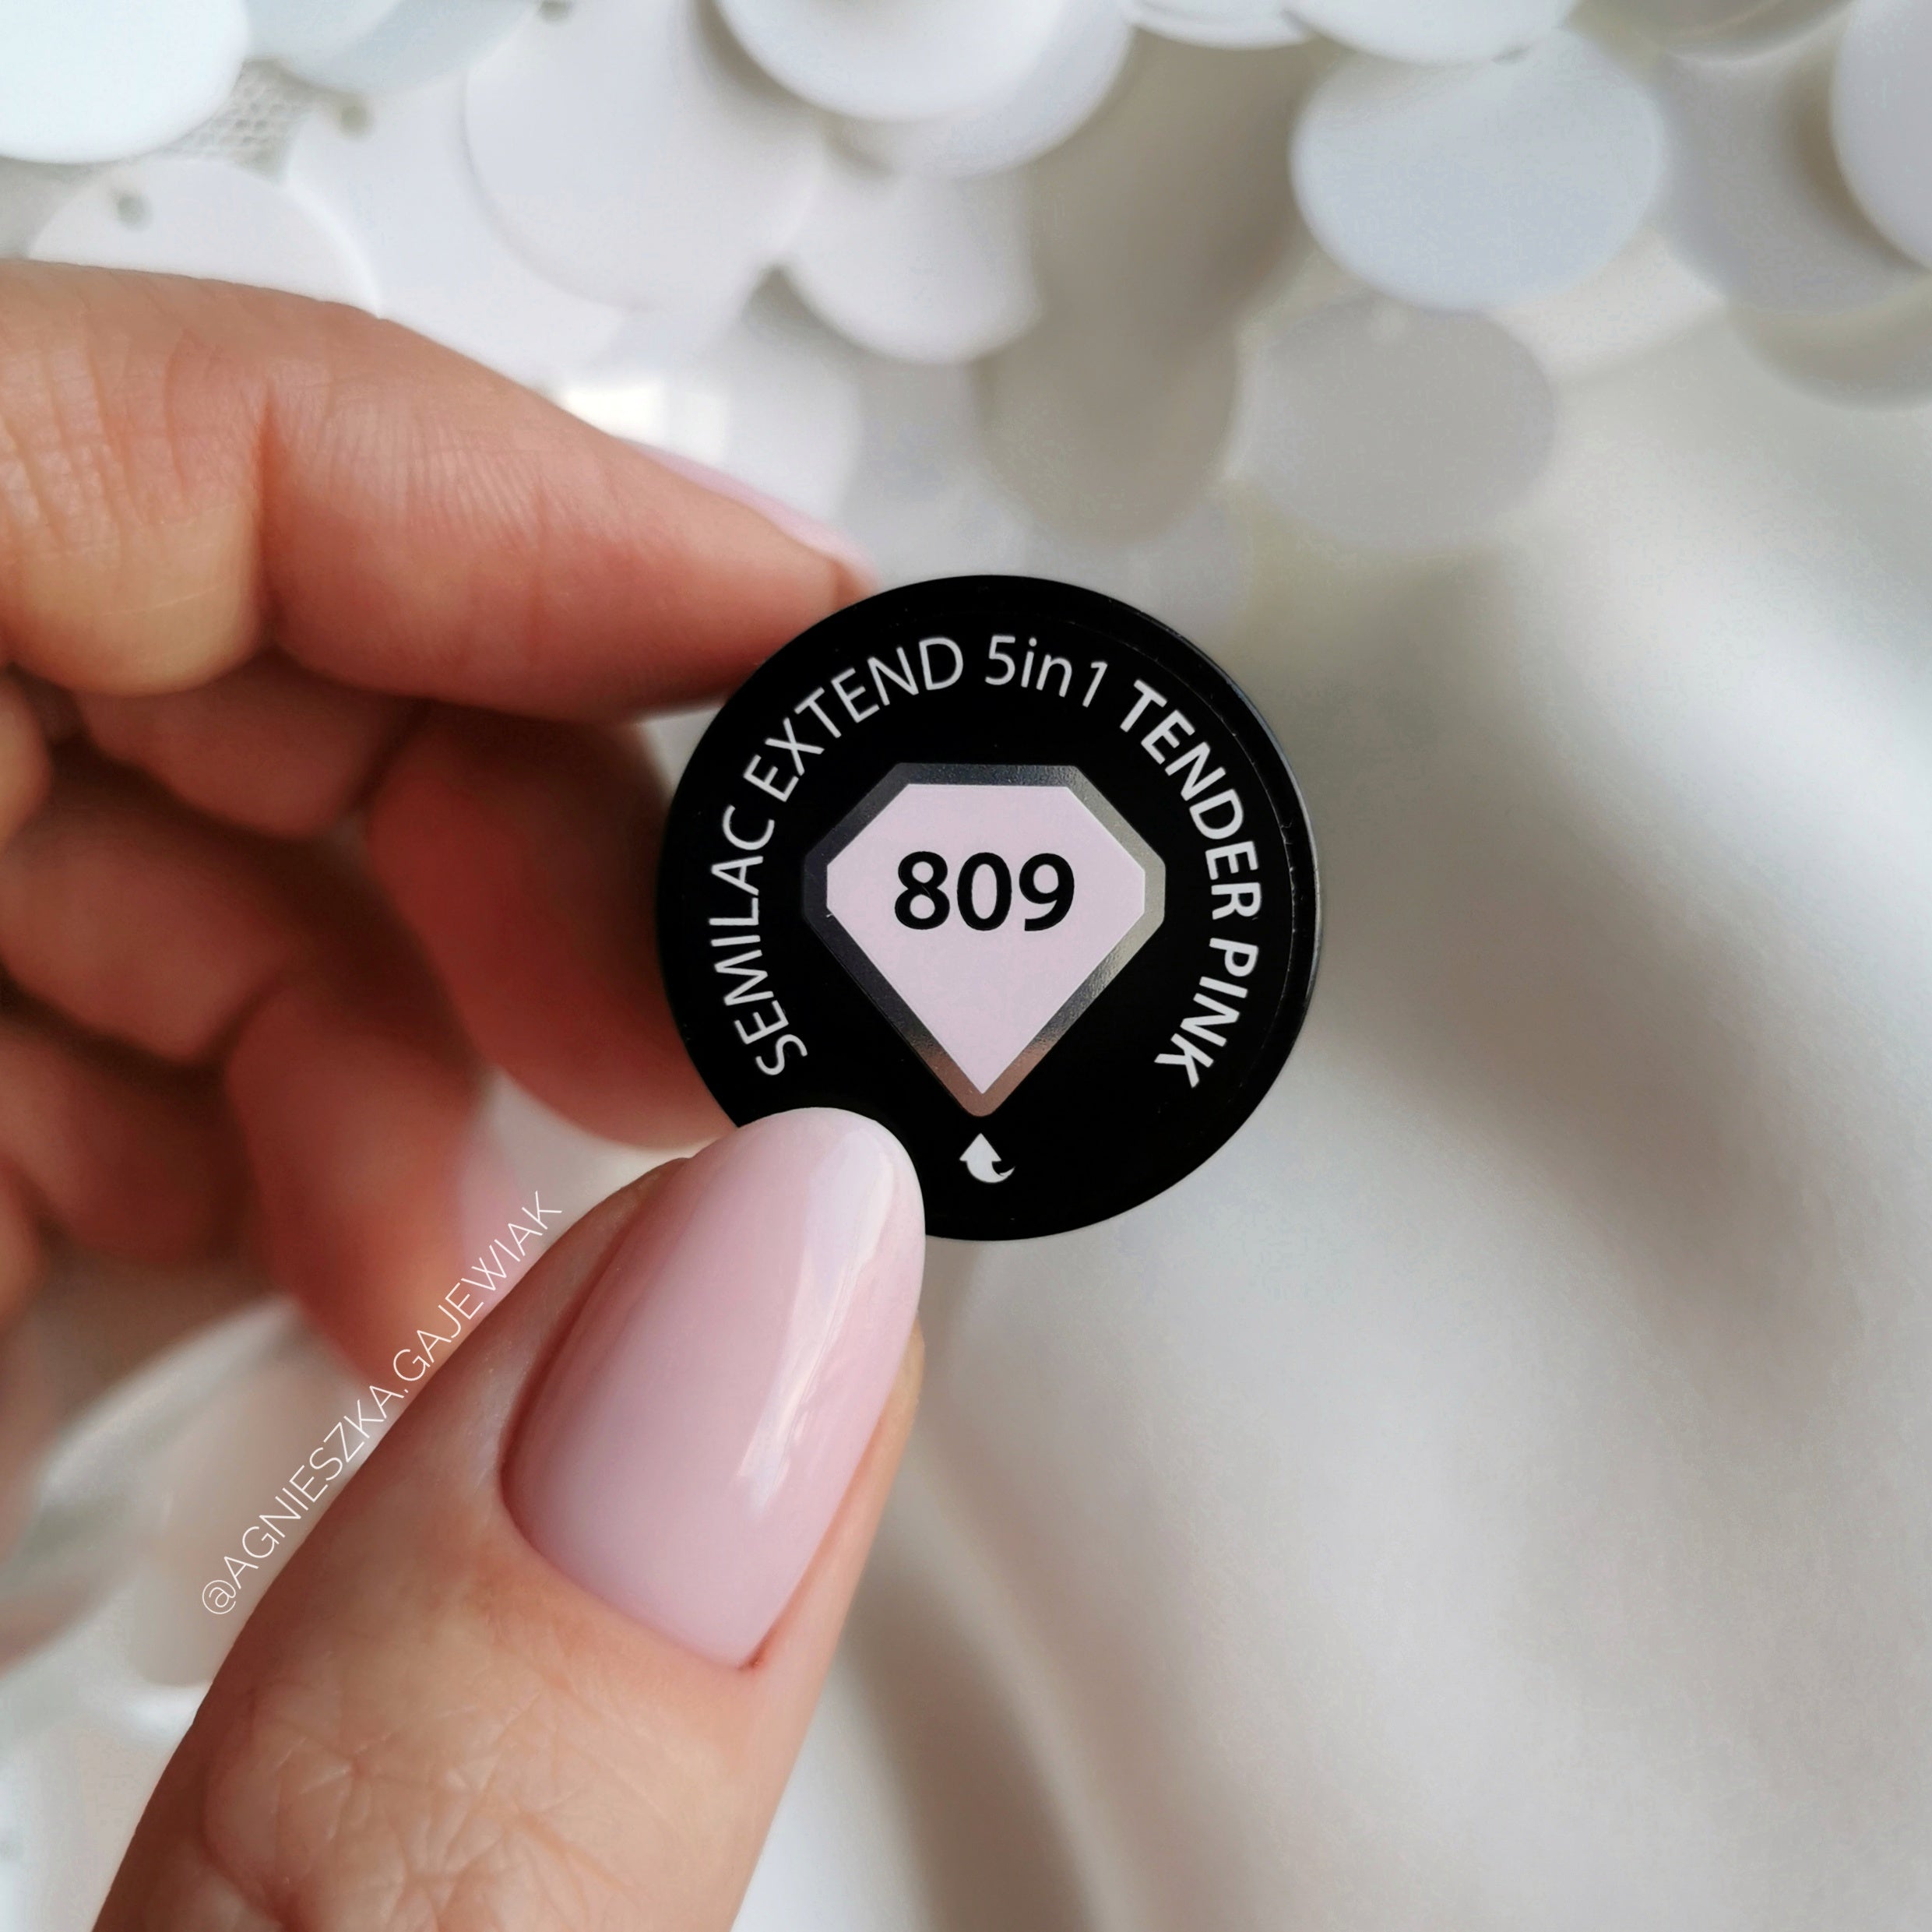 SEMILAC EXTEND 5in1 TENDER PINK
809
@AGNIESZKA.GAJEWIAK